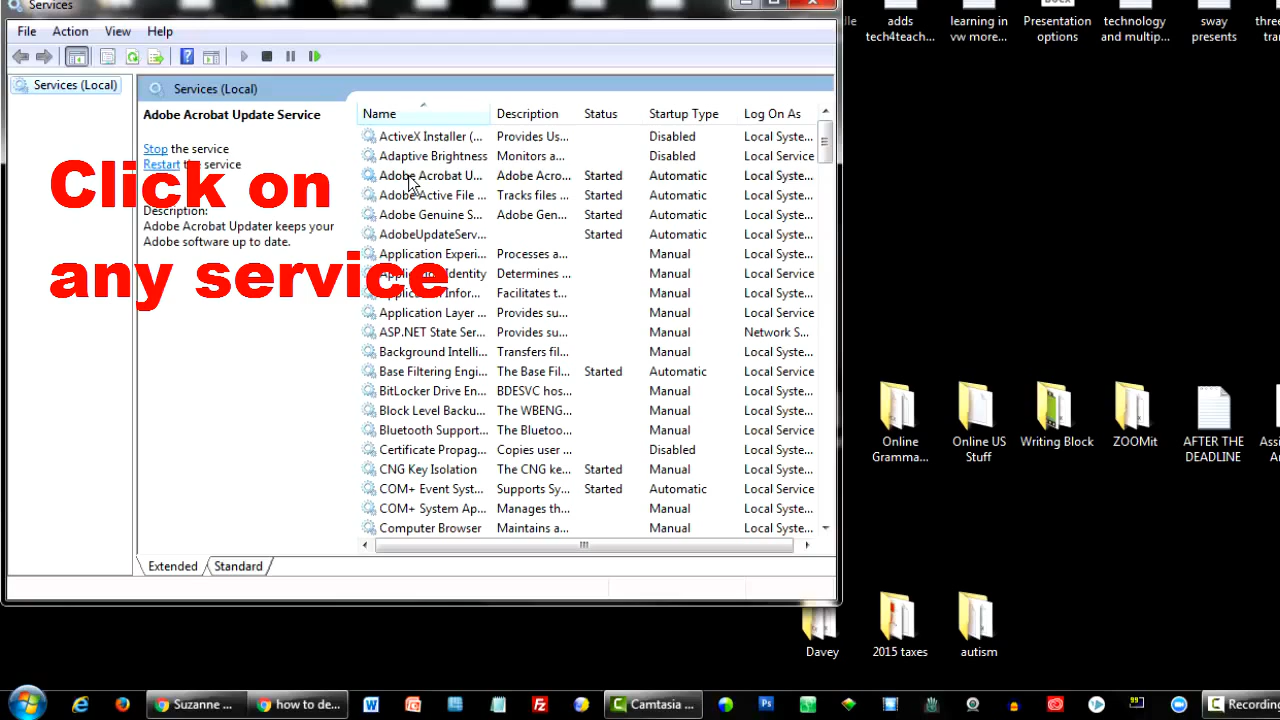 Services
elle
adds
tech4teach...
learning in
vw more...
Presentation
options
technology
and multip...
sway
presents
File Action View Help
Services (Local)
Services (Local)
Adobe Acrobat Update Service
Stop the service
Restart the service
Description:
Adobe Acrobat Updater keeps your
Adobe software up to date.
Click on
any service
Name Description Status Startup Type Log On As
ActiveX Installer (... Provides Us... Disabled Local Syste...
Adaptive Brightness Monitors a... Disabled Local Service
Adobe Acrobat U... Adobe Acro... Started Automatic Local Syste...
Adobe Active File ... Tracks files ... Started Automatic Local Syste...
Adobe Genuine S... Adobe Gen... Started Automatic Local Syste...
AdobeUpdateServ... Started Automatic Local Syste...
Application Experi... Processes a... Manual Local Syste...
Application Identity Determines ... Manual Local Service
Application Infor... Facilitates t... Manual Local Syste...
Application Layer ... Provides su... Manual Local Service
ASP.NET State Ser... Provides su... Manual Network S...
Background Intelli... Transfers fil... Manual Local Syste...
Base Filtering Engi... The Base Fil... Started Automatic Local Service
BitLocker Drive En... BDESVC hos... Manual Local Syste...
Block Level Backu... The WBENG... Manual Local Syste...
Bluetooth Support... The Bluetoo... Manual Local Service
Certificate Propag... Copies user ... Disabled Local Syste...
CNG Key Isolation The CNG ke... Started Manual Local Syste...
COM+ Event Syst... Supports Sy... Started Automatic Local Service
COM+ System Ap... Manages th... Manual Local Syste...
Computer Browser Maintains a... Manual Local Syste...
Extended Standard
Online
Gramma...
Online US
Stuff
Writing Block
ZOOMit
AFTER THE
DEADLINE
Davey
2015 taxes
autism
Suzanne ... how to de... Camtasia ... Recording